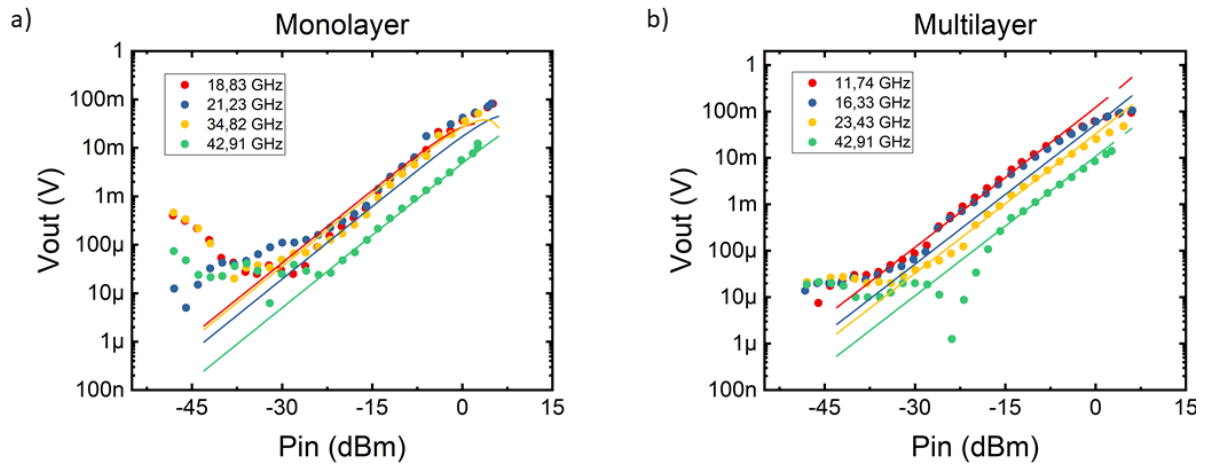 a)
Monolayer
1
100m
10m
1m
100µ
10µ
1µ
100n
Vout (V)
18,83 GHz
21,23 GHz
34,82 GHz
42,91 GHz
-45
-30
-15
0
15
Pin (dBm)
b)
Multilayer
1
100m
10m
1m
100µ
10µ
1µ
100n
Vout (V)
11,74 GHz
16,33 GHz
23,43 GHz
42,91 GHz
-45
-30
-15
0
15
Pin (dBm)